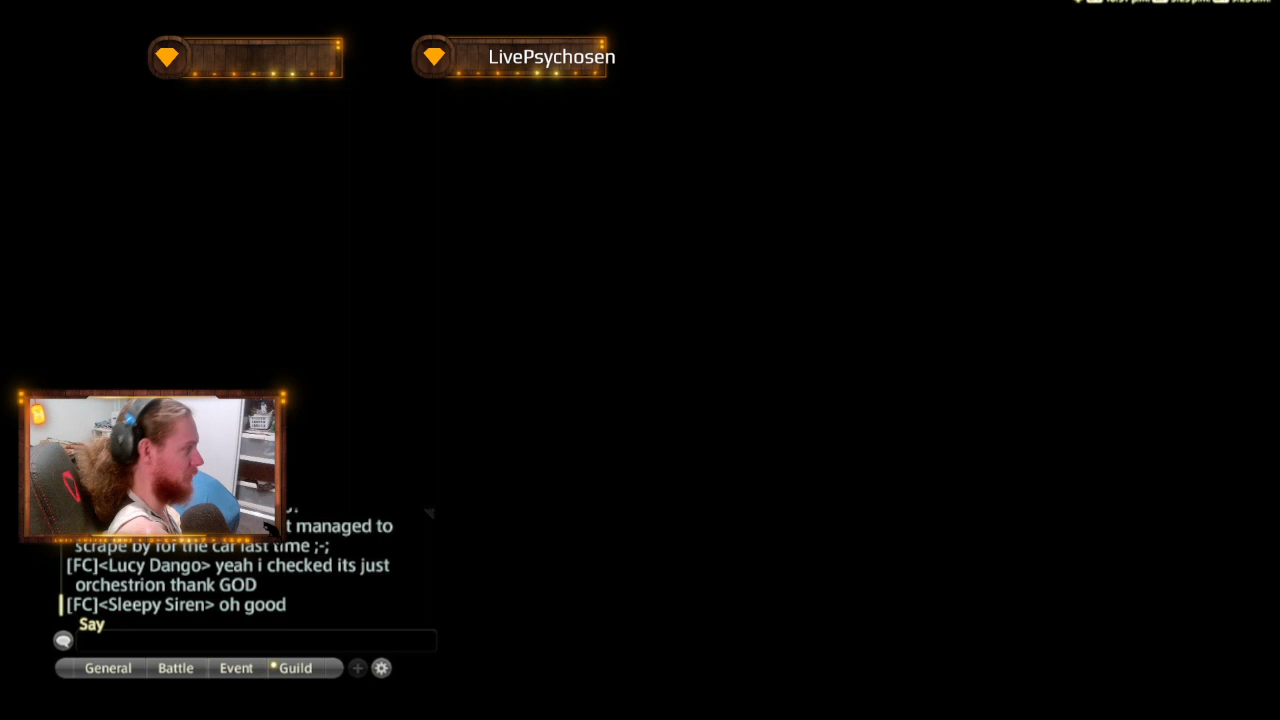 LivePsychosen
t managed to
scrape by for the car last time ;-;
[FC]<Lucy Dango> yeah i checked its just
orchestrion thank GOD
[FC]<Sleepy Siren> oh good
Say
General Battle Event Guild